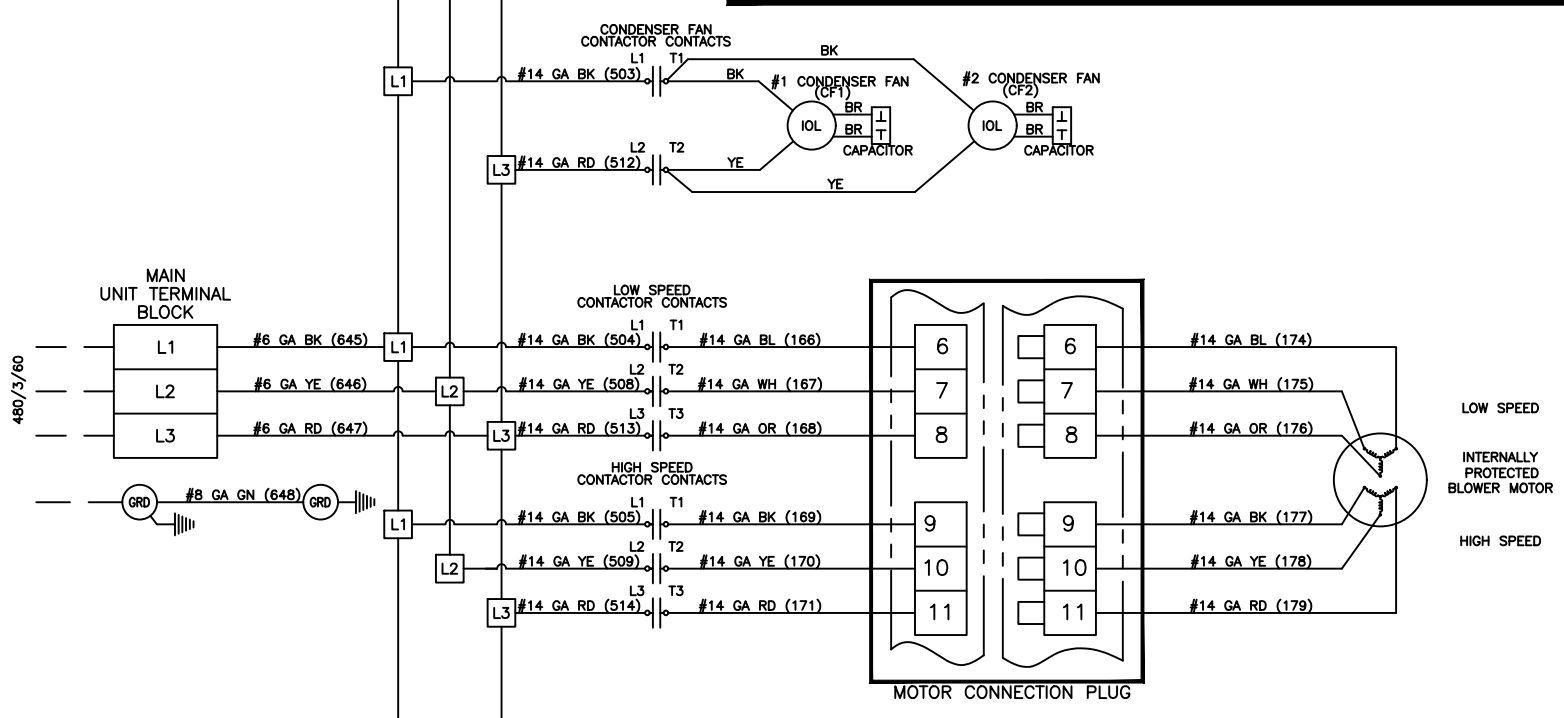 CONDENSER FAN
CONTACTOR CONTACTS
L1 T1
BK
L1
#14 GA BK (503)
BK
#1 CONDENSER FAN
(CF1)
#2 CONDENSER FAN
(CF2)
IOL
BR
BR
CAPACITOR
IOL
BR
BR
CAPACITOR
L2 T2
L3
#14 GA RD (512)
YE
YE
480/3/60
MAIN
UNIT TERMINAL
BLOCK
LOW SPEED
CONTACTOR CONTACTS
L1 T1
L1
#6 GA BK (645)
L1
#14 GA BK (504)
#14 GA BL (166)
6
6
#14 GA BL (174)
L2 T2
L2
#6 GA YE (646)
L2
#14 GA YE (508)
#14 GA WH (167)
7
7
#14 GA WH (175)
L3 T3
L3
#6 GA RD (647)
L3
#14 GA RD (513)
#14 GA OR (168)
8
8
#14 GA OR (176)
LOW SPEED
INTERNALLY
PROTECTED
BLOWER MOTOR
HIGH SPEED
GRD
#8 GA GN (648)
GRD
HIGH SPEED
CONTACTOR CONTACTS
L1 T1
L1
#14 GA BK (505)
#14 GA BK (169)
9
9
#14 GA BK (177)
L2 T2
L2
#14 GA YE (509)
#14 GA YE (170)
10
10
#14 GA YE (178)
L3 T3
L3
#14 GA RD (514)
#14 GA RD (171)
11
11
#14 GA RD (179)
MOTOR CONNECTION PLUG